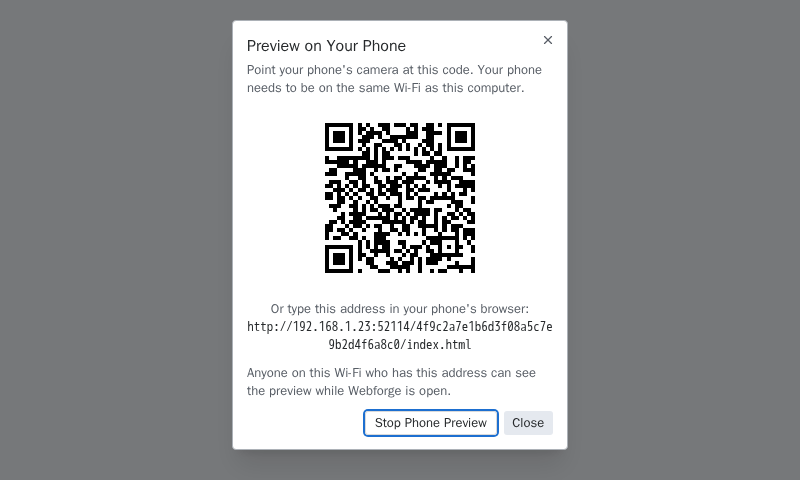 Preview on Your Phone
Point your phone's camera at this code. Your phone
needs to be on the same Wi-Fi as this computer.
Or type this address in your phone's browser:
http://192.168.1.23:52114/4f9c2a7e1b6d3f08a5c7e
9b2d4f6a8c0/index.html
Anyone on this Wi-Fi who has this address can see
the preview while Webforge is open.
Stop Phone Preview
Close